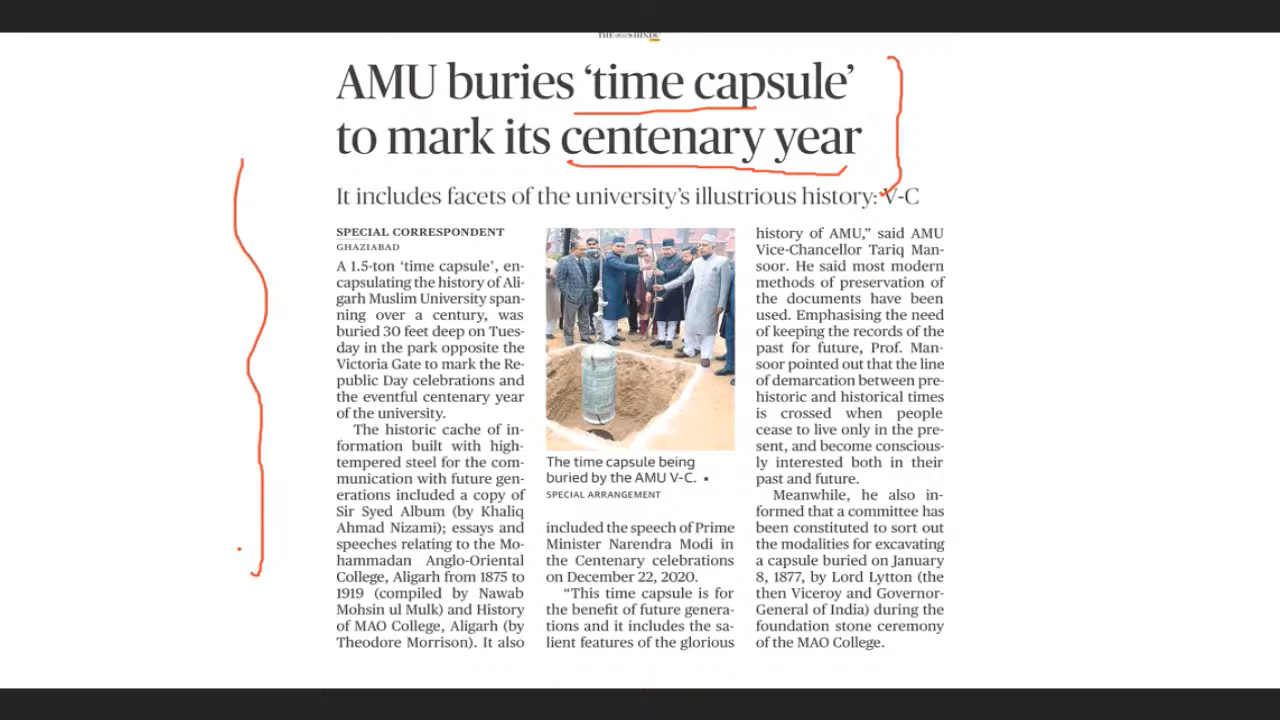 THE HINDU
AMU buries ‘time capsule’
to mark its centenary year
It includes facets of the university’s illustrious history: V-C
SPECIAL CORRESPONDENT
GHAZIABAD
A 1.5-ton ‘time capsule’, en-
capsulating the history of Ali-
garh Muslim University span-
ning over a century, was
buried 30 feet deep on Tues-
day in the park opposite the
Victoria Gate to mark the Re-
public Day celebrations and
the eventful centenary year
of the university.
The historic cache of in-
formation built with high-
tempered steel for the com-
munication with future gen-
erations included a copy of
Sir Syed Album (by Khaliq
Ahmad Nizami); essays and
speeches relating to the Mo-
hammadan Anglo-Oriental
College, Aligarh from 1875 to
1919 (compiled by Nawab
Mohsin ul Mulk) and History
of MAO College, Aligarh (by
Theodore Morrison). It also
The time capsule being
buried by the AMU V-C. ▪
SPECIAL ARRANGEMENT
included the speech of Prime
Minister Narendra Modi in
the Centenary celebrations
on December 22, 2020.
“This time capsule is for
the benefit of future genera-
tions and it includes the sa-
lient features of the glorious
history of AMU,” said AMU
Vice-Chancellor Tariq Man-
soor. He said most modern
methods of preservation of
the documents have been
used. Emphasising the need
of keeping the records of the
past for future, Prof. Man-
soor pointed out that the line
of demarcation between pre-
historic and historical times
is crossed when people
cease to live only in the pre-
sent, and become conscious-
ly interested both in their
past and future.
Meanwhile, he also in-
formed that a committee has
been constituted to sort out
the modalities for excavating
a capsule buried on January
8, 1877, by Lord Lytton (the
then Viceroy and Governor-
General of India) during the
foundation stone ceremony
of the MAO College.